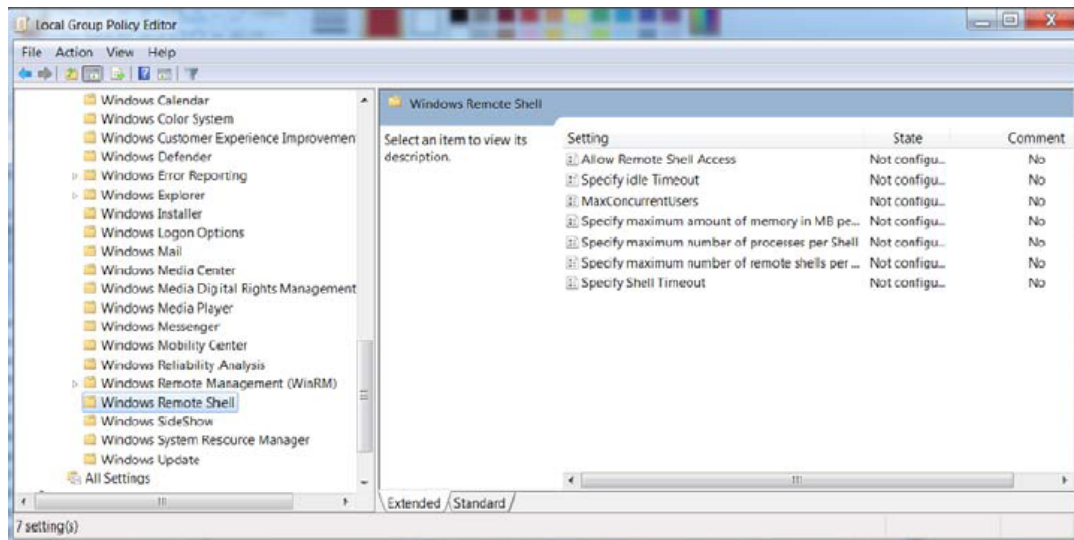 Local Group Policy Editor
File Action View Help
Windows Calendar
Windows Color System
Windows Customer Experience Improvemen
Windows Defender
Windows Error Reporting
Windows Explorer
Windows Installer
Windows Logon Options
Windows Mail
Windows Media Center
Windows Media Digital Rights Management
Windows Media Player
Windows Messenger
Windows Mobility Center
Windows Reliability Analysis
Windows Remote Management (WinRM)
Windows Remote Shell
Windows SideShow
Windows System Resource Manager
Windows Update
All Settings
Windows Remote Shell
Select an item to view its
description.
Setting State Comment
Allow Remote Shell Access Not configu... No
Specify idle Timeout Not configu... No
MaxConcurrentUsers Not configu... No
Specify maximum amount of memory in MB pe... Not configu... No
Specify maximum number of processes per Shell Not configu... No
Specify maximum number of remote shells per ... Not configu... No
Specify Shell Timeout Not configu... No
Extended Standard
7 setting(s)